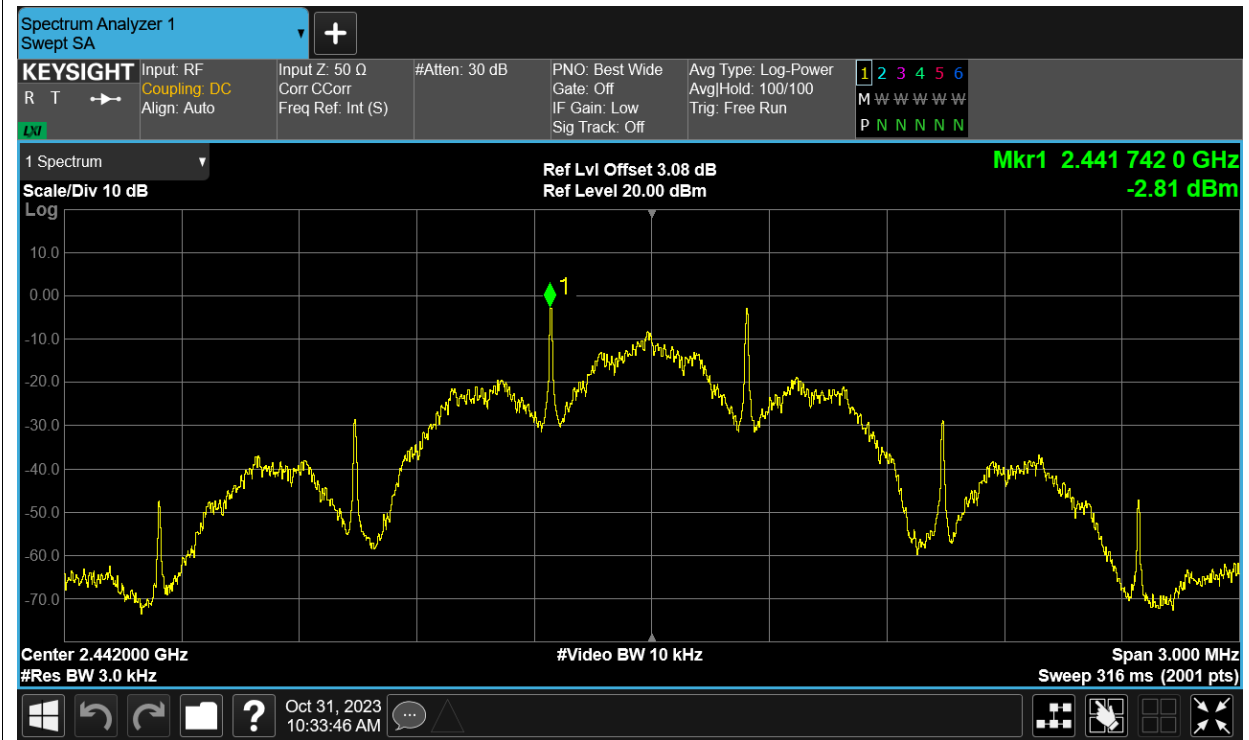 Spectrum Analyzer 1
Swept SA
KEYSIGHT
R T
LXI
Input: RF
Coupling: DC
Align: Auto
Input Z: 50 Ω
Corr CCorr
Freq Ref: Int (S)
#Atten: 30 dB
PNO: Best Wide
Gate: Off
IF Gain: Low
Sig Track: Off
Avg Type: Log-Power
Avg|Hold: 100/100
Trig: Free Run
1 2 3 4 5 6
M W W W W W
P N N N N N
1 Spectrum
Scale/Div 10 dB
Log
Ref Lvl Offset 3.08 dB
Ref Level 20.00 dBm
Mkr1 2.441 742 0 GHz
-2.81 dBm
10.0
0.00
-10.0
-20.0
-30.0
-40.0
-50.0
-60.0
-70.0
1
Center 2.442000 GHz
#Res BW 3.0 kHz
#Video BW 10 kHz
Span 3.000 MHz
Sweep 316 ms (2001 pts)
?
Oct 31, 2023
10:33:46 AM